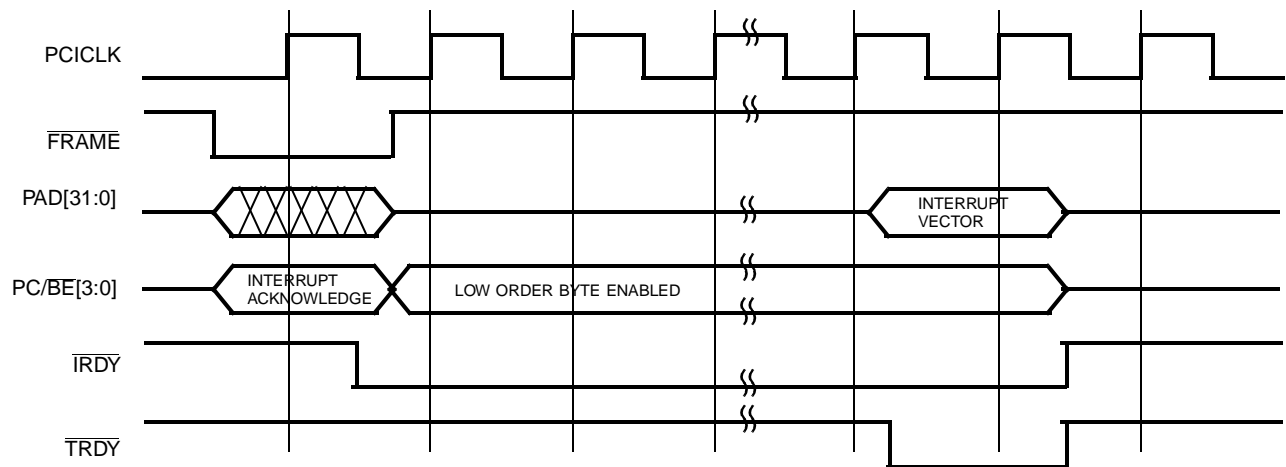 PCICLK
FRAME
PAD[31:0]
INTERRUPT
VECTOR
PC/BE[3:0]
INTERRUPT
ACKNOWLEDGE
LOW ORDER BYTE ENABLED
IRDY
TRDY